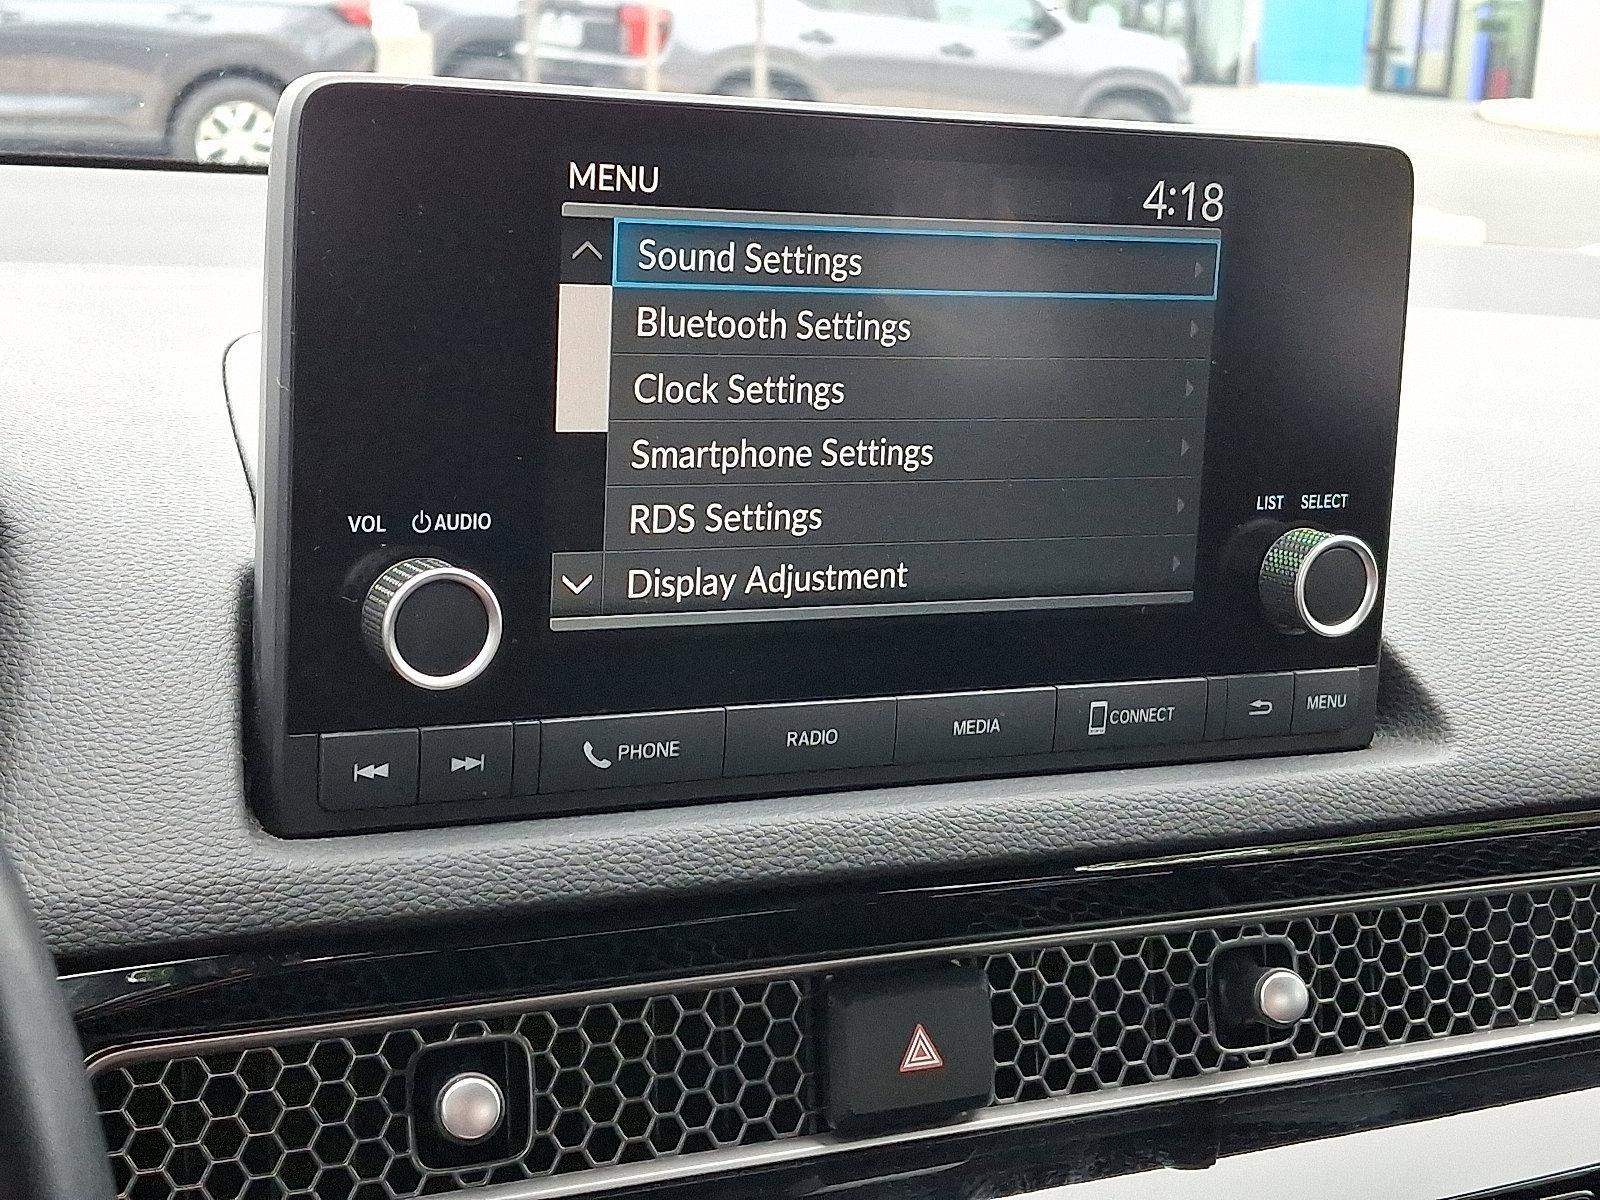 MENU
4:18
Sound Settings
Bluetooth Settings
Clock Settings
Smartphone Settings
RDS Settings
Display Adjustment
VOL AUDIO
LIST SELECT
PHONE
RADIO
MEDIA
CONNECT
MENU